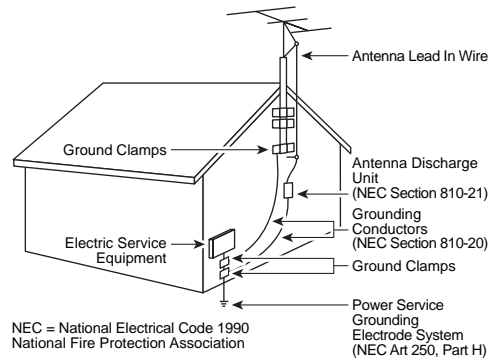 Antenna Lead In Wire
Ground Clamps
Antenna Discharge
Unit
(NEC Section 810-21)
Grounding
Conductors
(NEC Section 810-20)
Electric Service
Equipment
Ground Clamps
Power Service
Grounding
Electrode System
(NEC Art 250, Part H)
NEC = National Electrical Code 1990
National Fire Protection Association